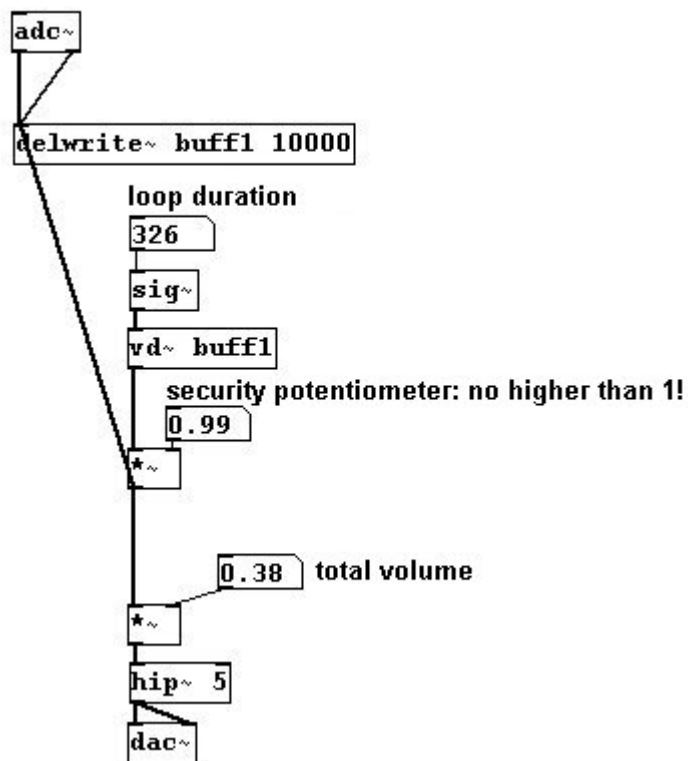 adc~
delwrite~ buff1 10000
loop duration
326
sig~
vd~ buff1
security potentiometer: no higher than 1!
0.99
*~
0.38 total volume
*~
hip~ 5
dac~